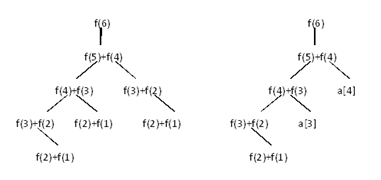 f(6) f(6)
f(5)+f(4) f(5)+f(4)
f(4)+f(3) f(3)+f(2) f(4)+f(3) a[4]
f(3)+f(2) f(2)+f(1) f(2)+f(1) f(3)+f(2) a[3]
f(2)+f(1) f(2)+f(1)